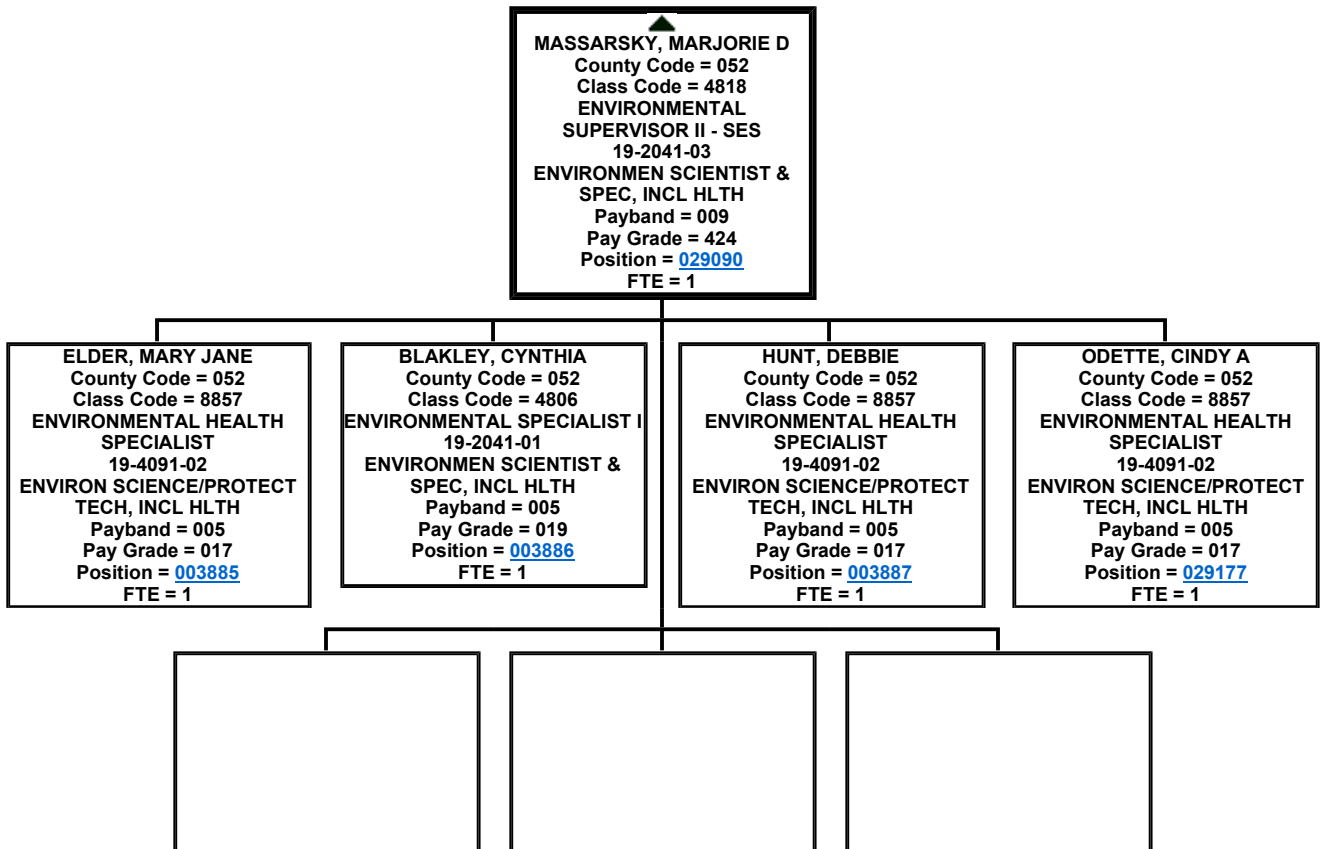 MASSARSKY, MARJORIE D
County Code = 052
Class Code = 4818
ENVIRONMENTAL
SUPERVISOR II - SES
19-2041-03
ENVIRONMEN SCIENTIST &
SPEC, INCL HLTH
Payband = 009
Pay Grade = 424
Position = 029090
FTE = 1
ELDER, MARY JANE
County Code = 052
Class Code = 8857
ENVIRONMENTAL HEALTH
SPECIALIST
19-4091-02
ENVIRON SCIENCE/PROTECT
TECH, INCL HLTH
Payband = 005
Pay Grade = 017
Position = 003885
FTE = 1
BLAKLEY, CYNTHIA
County Code = 052
Class Code = 4806
ENVIRONMENTAL SPECIALIST I
19-2041-01
ENVIRONMEN SCIENTIST &
SPEC, INCL HLTH
Payband = 005
Pay Grade = 019
Position = 003886
FTE = 1
HUNT, DEBBIE
County Code = 052
Class Code = 8857
ENVIRONMENTAL HEALTH
SPECIALIST
19-4091-02
ENVIRON SCIENCE/PROTECT
TECH, INCL HLTH
Payband = 005
Pay Grade = 017
Position = 003887
FTE = 1
ODETTE, CINDY A
County Code = 052
Class Code = 8857
ENVIRONMENTAL HEALTH
SPECIALIST
19-4091-02
ENVIRON SCIENCE/PROTECT
TECH, INCL HLTH
Payband = 005
Pay Grade = 017
Position = 029177
FTE = 1